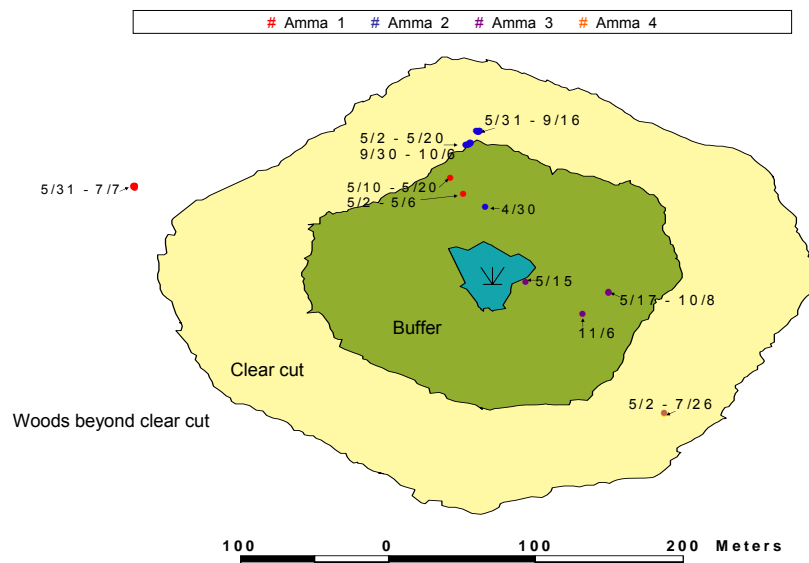 # Amma 1 # Amma 2 # Amma 3 # Amma 4
5/31 - 9/16
5/2 - 5/20
9/30 - 10/6
5/31 - 7/7
5/10 - 5/20
5/2 - 5/6
4/30
5/15
5/17 - 10/8
Buffer
11/6
Clear cut
5/2 - 7/26
Woods beyond clear cut
100 0 100 200 Meters